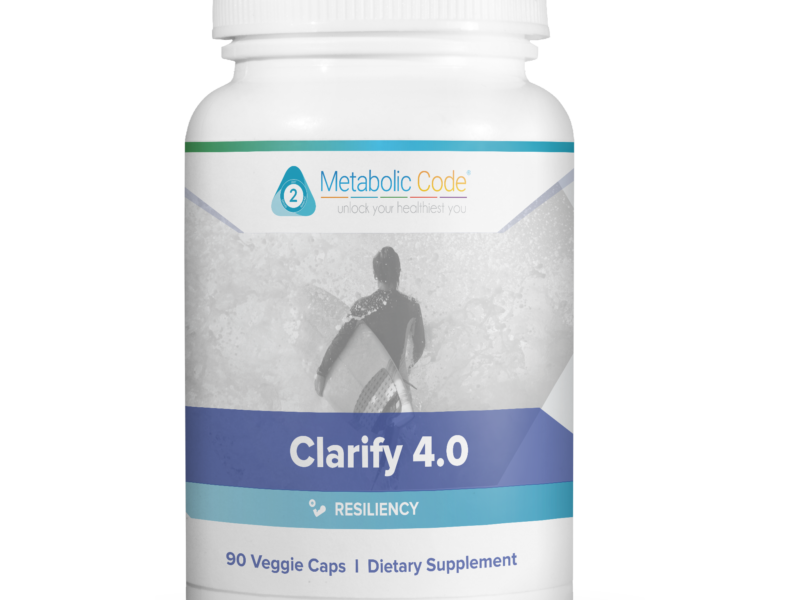 2 Metabolic Code®
unlock your healthiest you
Clarify 4.0
RESILIENCY
90 Veggie Caps | Dietary Supplement